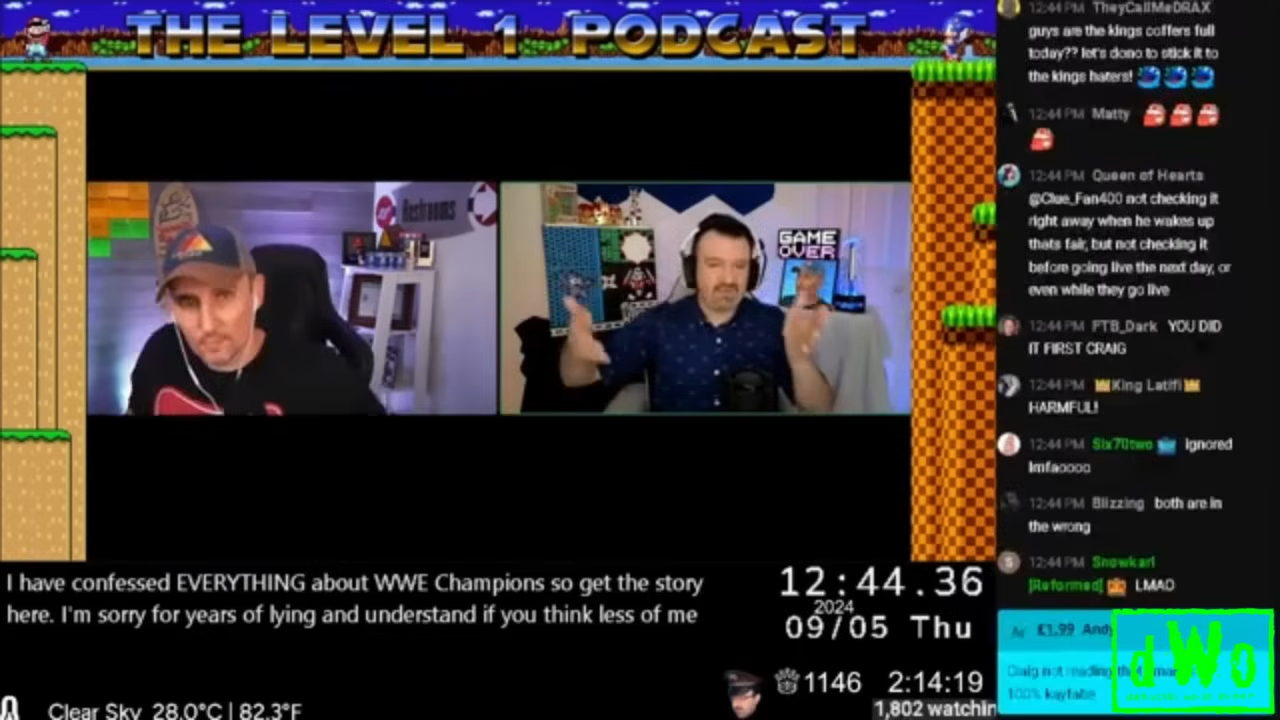 THE LEVEL 1 PODCAST
Restrooms
GAME
OVER
12:44 PM TheyCallMeDRAX
guys are the kings coffers full
today?? let's dono to stick it to
the kings haters!
12:44 PM Matty
12:44 PM Queen of Hearts
@Clue_Fan400 not checking it
right away when he wakes up
thats fair, but not checking it
before going live the next day, or
even while they go live
12:44 PM FTB_Dark YOU DID
IT FIRST CRAIG
12:44 PM King Latifi
HARMFUL!
12:44 PM Six70two ignored
lmfaoooo
12:44 PM Blizzing both are in
the wrong
12:44 PM Snowkarl
[Reformed] LMAO
£1.99 Andy
Craig not reading
100% kayfabe
dWo
I have confessed EVERYTHING about WWE Champions so get the story
here. I'm sorry for years of lying and understand if you think less of me
12:44.36
2024
09/05 Thu
1146 2:14:19
1,802 watchin
Clear Sky 28.0°C | 82.3°F